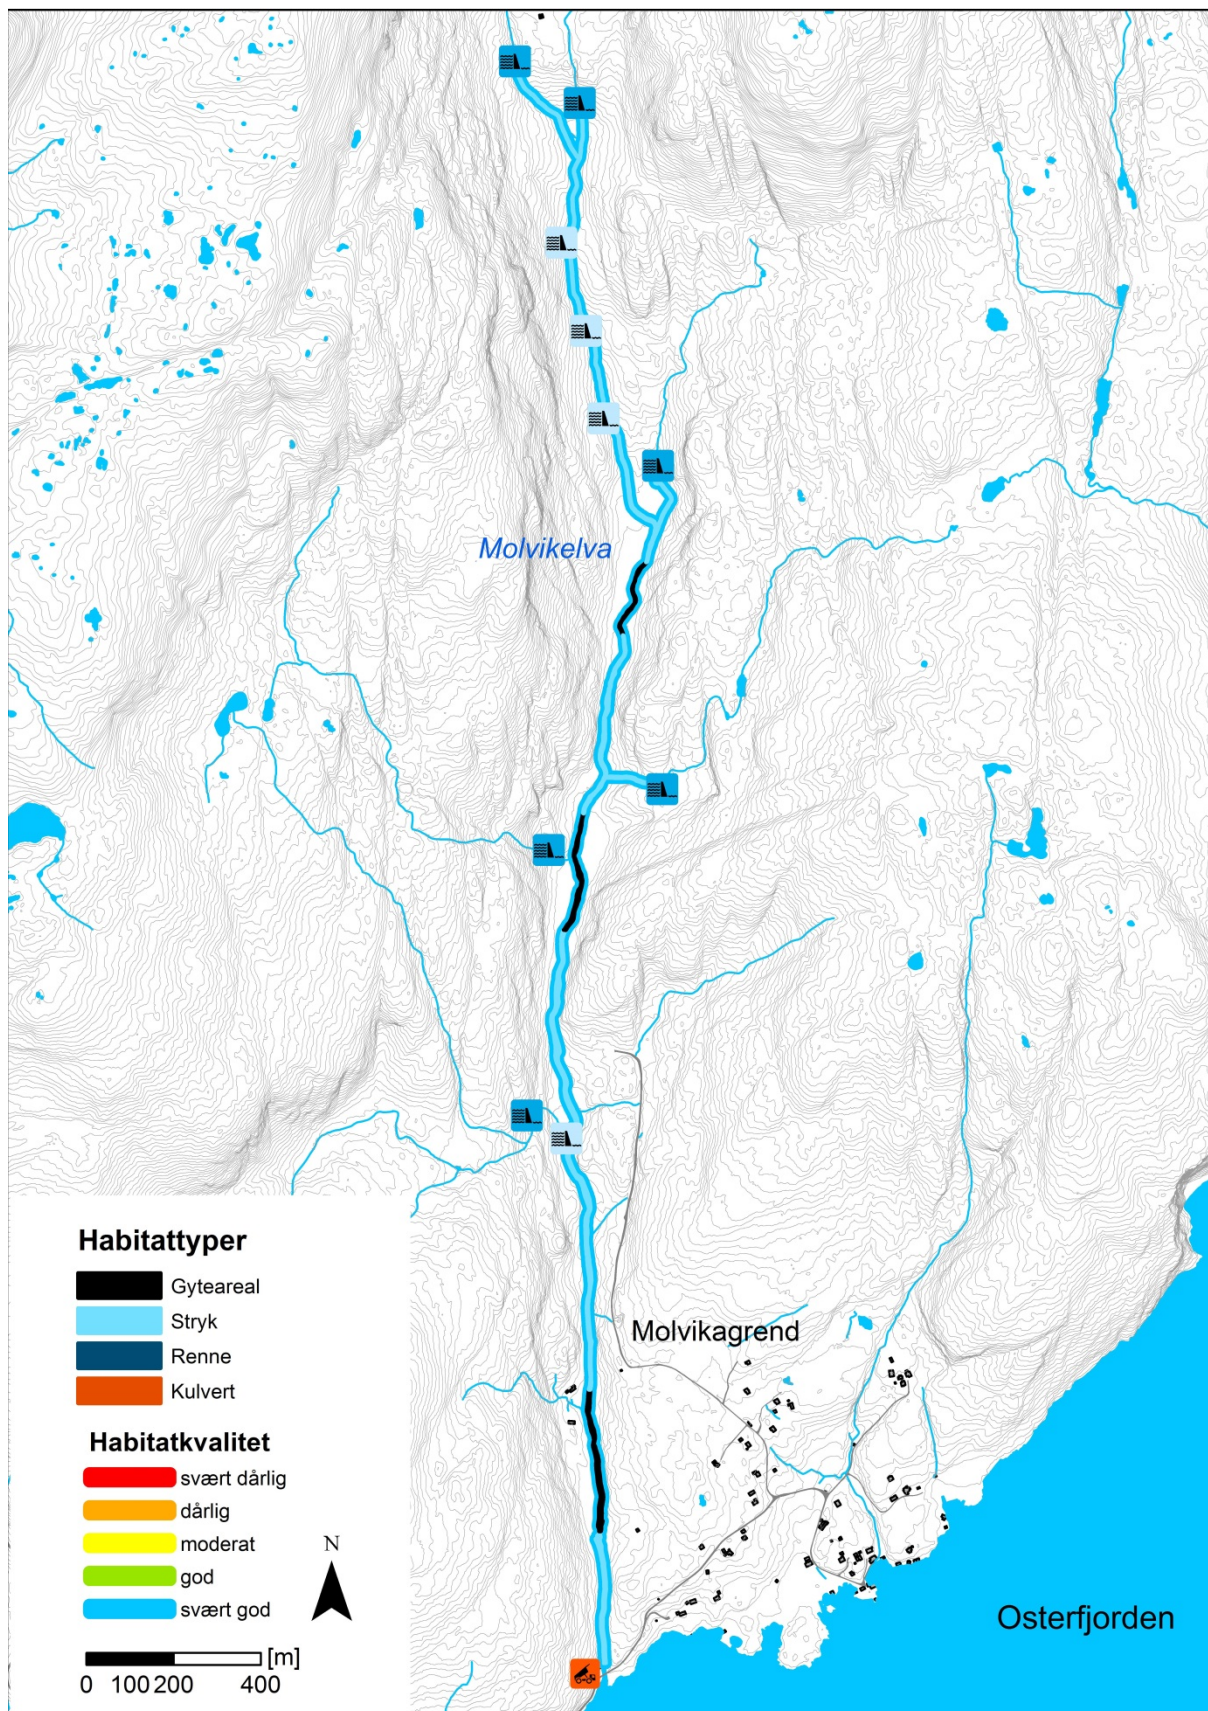 Molvikelva
Habitattyper
Gyteareal
Stryk
Renne
Kulvert
Habitatkvalitet
svært dårlig
dårlig
moderat
god
svært god
N
[m]
0 100 200 400
Molvikagrend
Osterfjorden